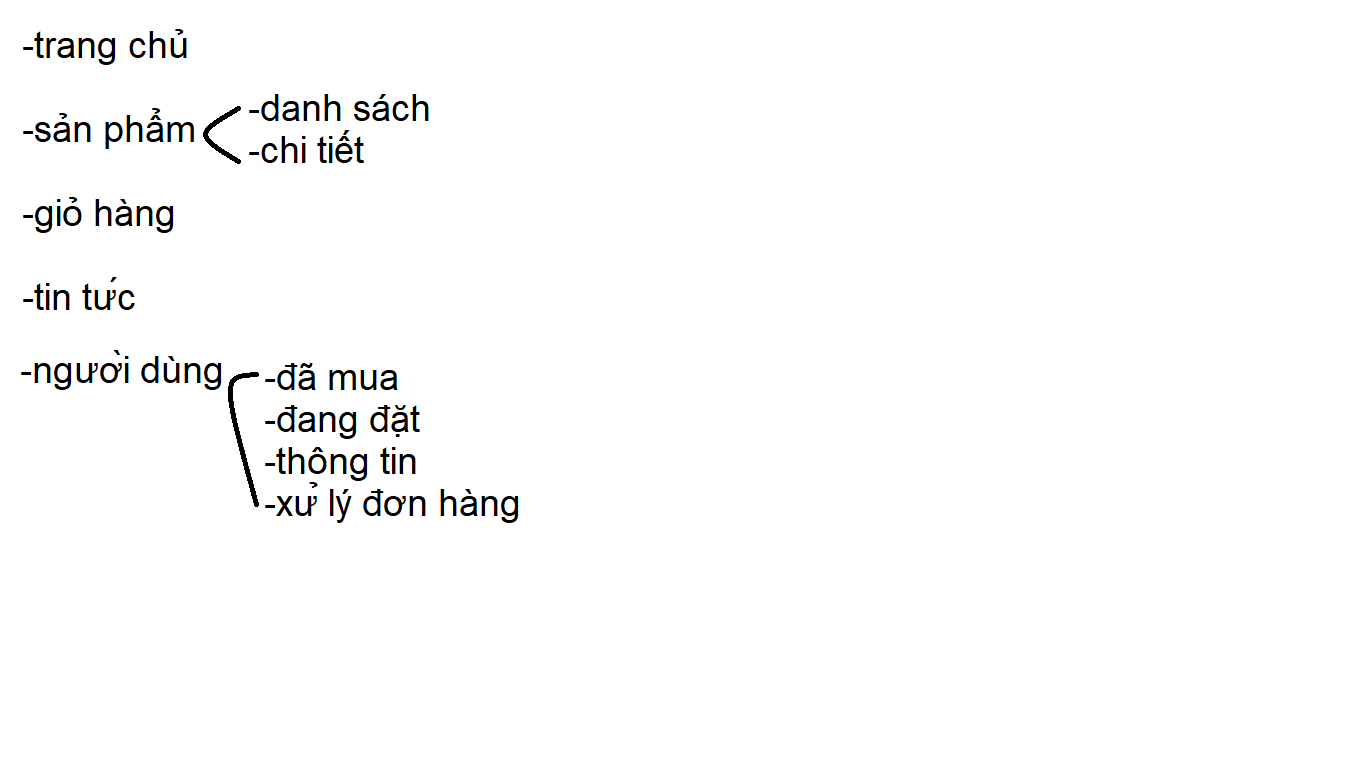 -trang chủ
-sản phẩm
-danh sách
-chi tiết
-giỏ hàng
-tin tức
-người dùng
-đã mua
-đang đặt
-thông tin
-xử lý đơn hàng